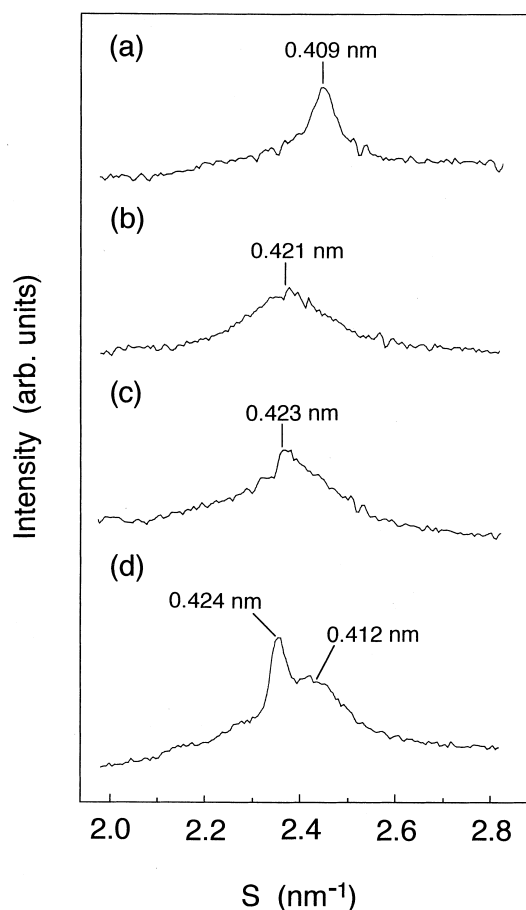 (a)
0.409 nm
(b)
0.421 nm
(c)
0.423 nm
(d)
0.424 nm
0.412 nm
Intensity (arb. units)
2.0 2.2 2.4 2.6 2.8
S (nm⁻¹)